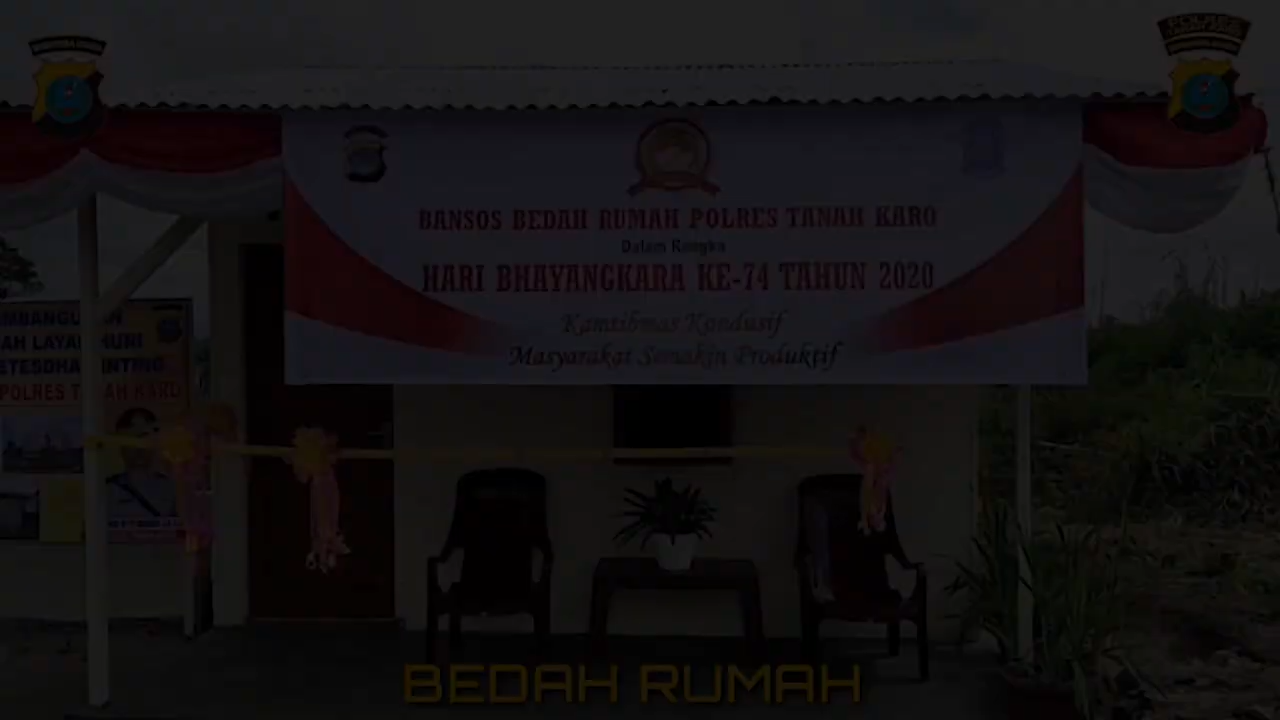 POLRES
BANSOS BEDAH RUMAH POLRES TANAH KARO
Dalam Rangka
HARI BHAYANGKARA KE-74 TAHUN 2020
Kamtibmas Kondusif
Masyarakat Semakin Produktif
POLRES TANAH KARO
BEDAH RUMAH